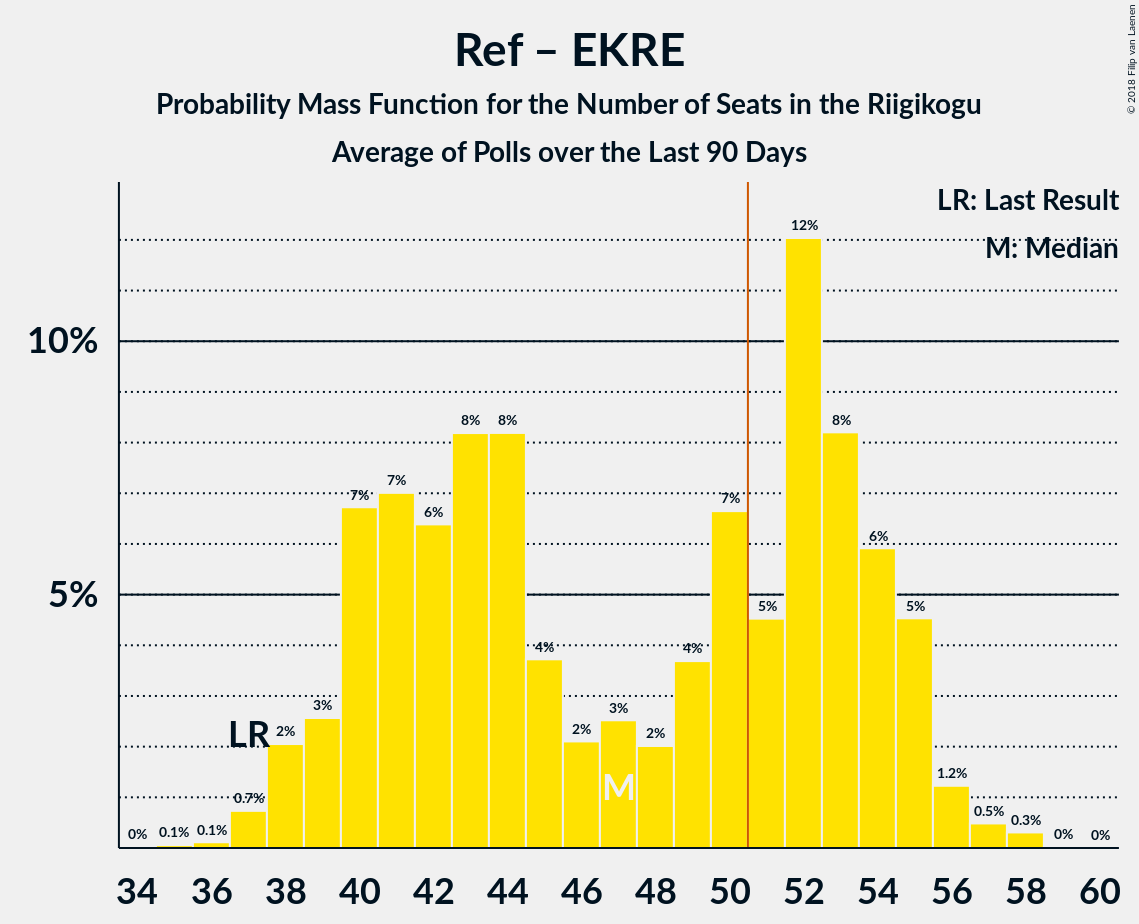 Ref – EKRE
Probability Mass Function for the Number of Seats in the Riigikogu
Average of Polls over the Last 90 Days
© 2018 Filip van Laenen
LR: Last Result
M: Median
10%
5%
0% 0.1% 0.1% 0.7% 2% 3% 7% 7% 6% 8% 8% 4% 2% 3% 2% 4% 7% 5% 12% 8% 6% 5% 1.2% 0.5% 0.3% 0% 0%
LR
M
34 36 38 40 42 44 46 48 50 52 54 56 58 60